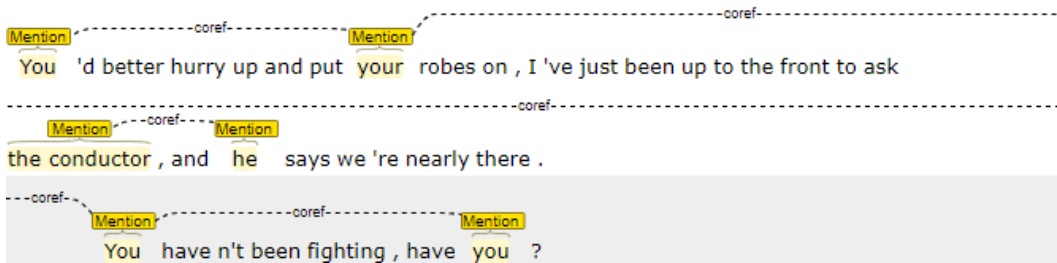 coref
Mention coref Mention
You 'd better hurry up and put your robes on , I 've just been up to the front to ask
coref
Mention coref Mention
the conductor , and he says we 're nearly there .
coref
Mention coref Mention
You have n't been fighting , have you ?